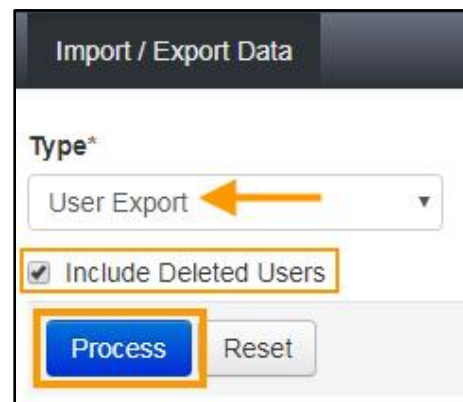 Import / Export Data
Type*
User Export
Include Deleted Users
Process Reset